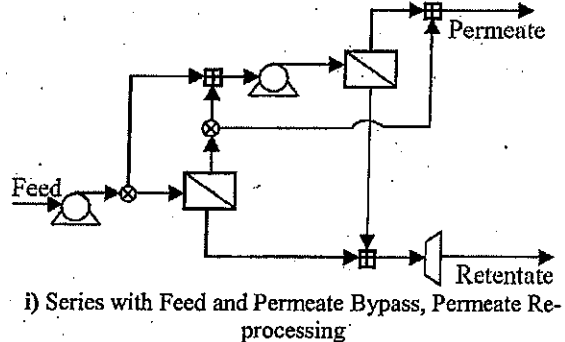 Permeate
Feed
Retentate
i) Series with Feed and Permeate Bypass, Permeate Re-
processing